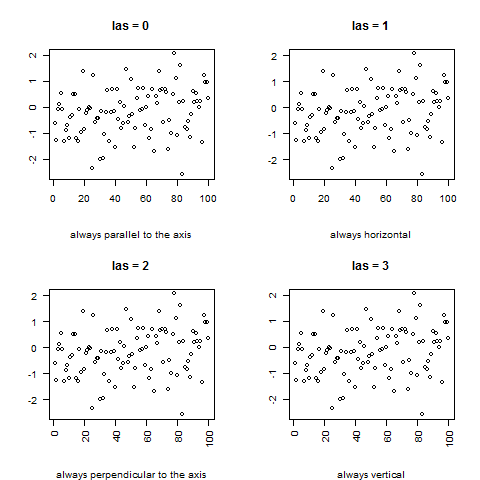 las = 0
2
1
0
-1
-2
0 20 40 60 80 100
always parallel to the axis
las = 1
2
1
0
-1
-2
0 20 40 60 80 100
always horizontal
las = 2
2
1
0
-1
-2
0 20 40 60 80 100
always perpendicular to the axis
las = 3
2
1
0
-1
-2
0 20 40 60 80 100
always vertical